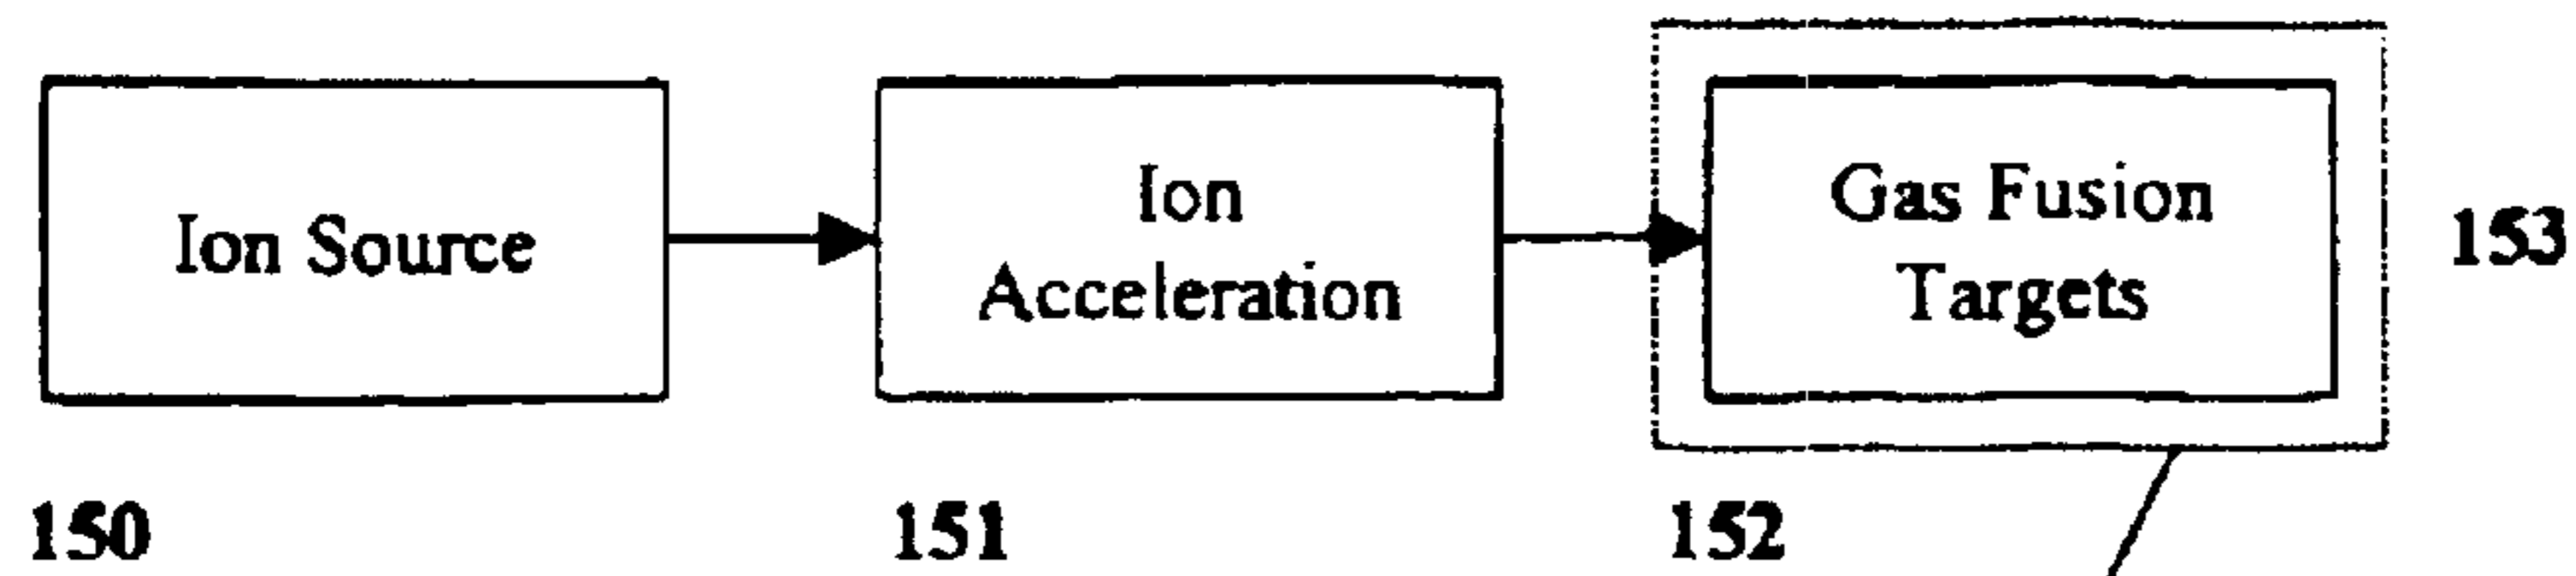 Ion Source
Ion
Acceleration
Gas Fusion
Targets
153
150
151
152